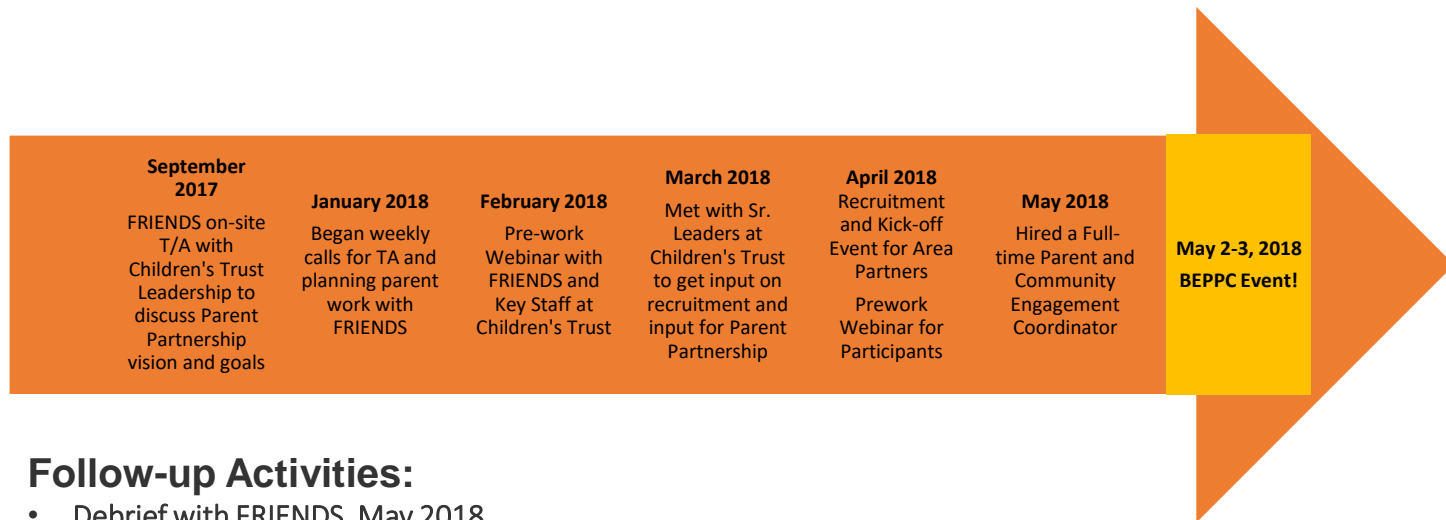 September
2017
FRIENDS on-site
T/A with
Children's Trust
Leadership to
discuss Parent
Partnership
vision and goals
January 2018
Began weekly
calls for TA and
planning parent
work with
FRIENDS
February 2018
Pre-work
Webinar with
FRIENDS and
Key Staff at
Children's Trust
March 2018
Met with Sr.
Leaders at
Children's Trust
to get input on
recruitment and
input for Parent
Partnership
April 2018
Recruitment
and Kick-off
Event for Area
Partners
Prework
Webinar for
Participants
May 2018
Hired a Full-
time Parent and
Community
Engagement
Coordinator
May 2-3, 2018
BEPPC Event!
Follow-up Activities:
• Debrief with FRIENDS, May 2018